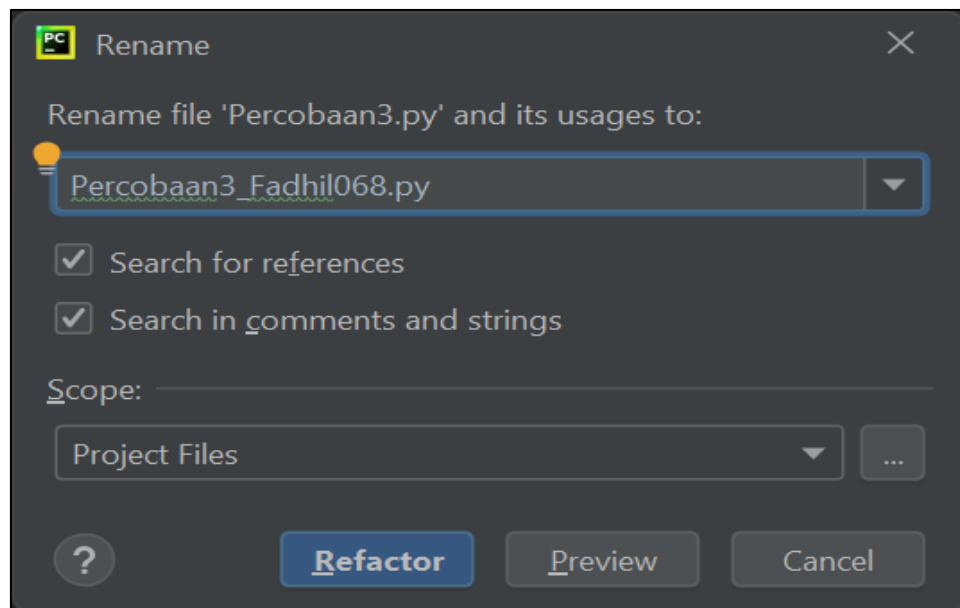 PC
Rename
Rename file 'Percobaan3.py' and its usages to:
Percobaan3_Fadhil068.py
Search for references
Search in comments and strings
Scope:
Project Files
...
? Refactor Preview Cancel